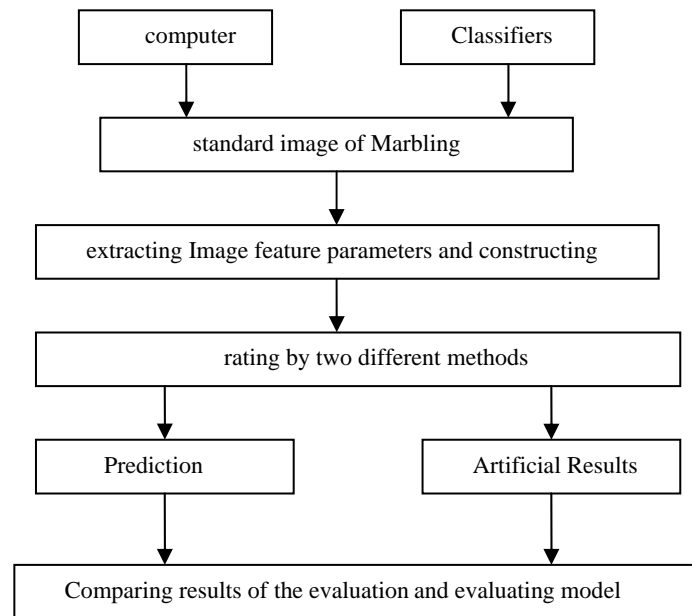 computer
Classifiers
standard image of Marbling
extracting Image feature parameters and constructing
rating by two different methods
Prediction
Artificial Results
Comparing results of the evaluation and evaluating model